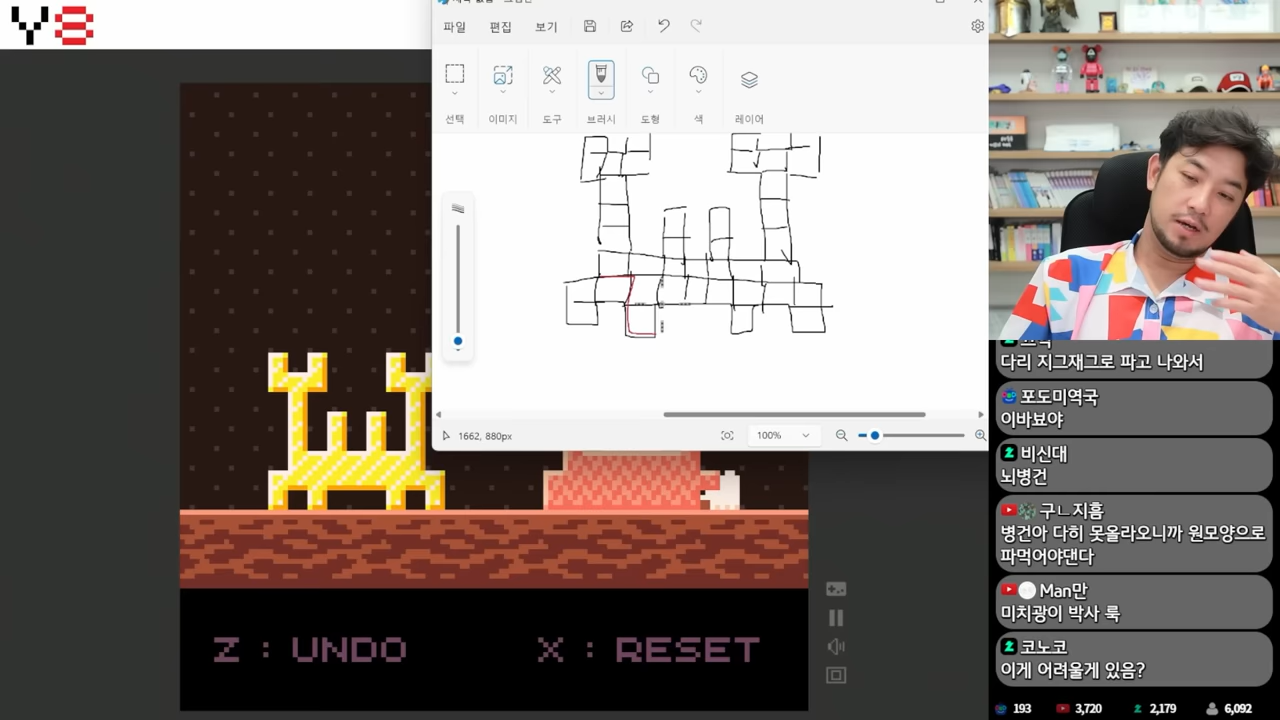 Y8
파일 편집 보기
선택 이미지 도구 브러시 도형 색 레이어
1662, 880px
100%
Z : UNDO X : RESET
다리 지그재그로 파고 나와서
포도미역국
이바뵤야
비신대
뇌병건
구ㄴ지흠
병건아 다히 못올라오니까 원모양으로
파먹어야댄다
Man만
미치광이 박사 룩
코노코
이게 어려울게 있음?
193 3,720 2,179 6,092